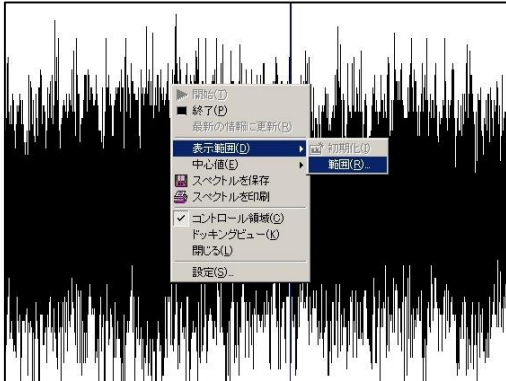 開始(T)
終了(P)
最新の情報に更新(R)
表示範囲(D)
初期化(I)
範囲(R)...
中心値(E)
スペクトルを保存
スペクトルを印刷
コントロール領域(C)
ドッキングビュー(K)
閉じる(L)
設定(S)...